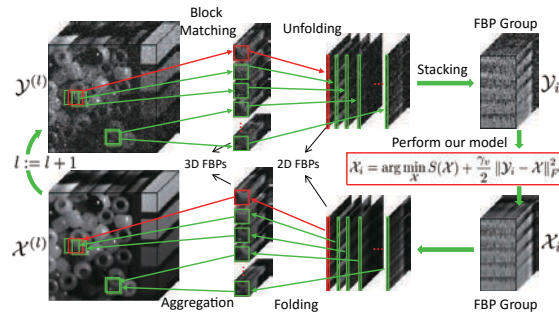 Block
Matching
Unfolding
FBP Group
𝒴^(l)
Stacking
𝒴_i
Perform our model
l := l + 1
3D FBPs
2D FBPs
𝒳_i = arg min_𝒳 S(𝒳) + γ_v/2 ‖𝒴_i − 𝒳‖_F^2
𝒳^(l)
𝒳_i
Aggregation
Folding
FBP Group